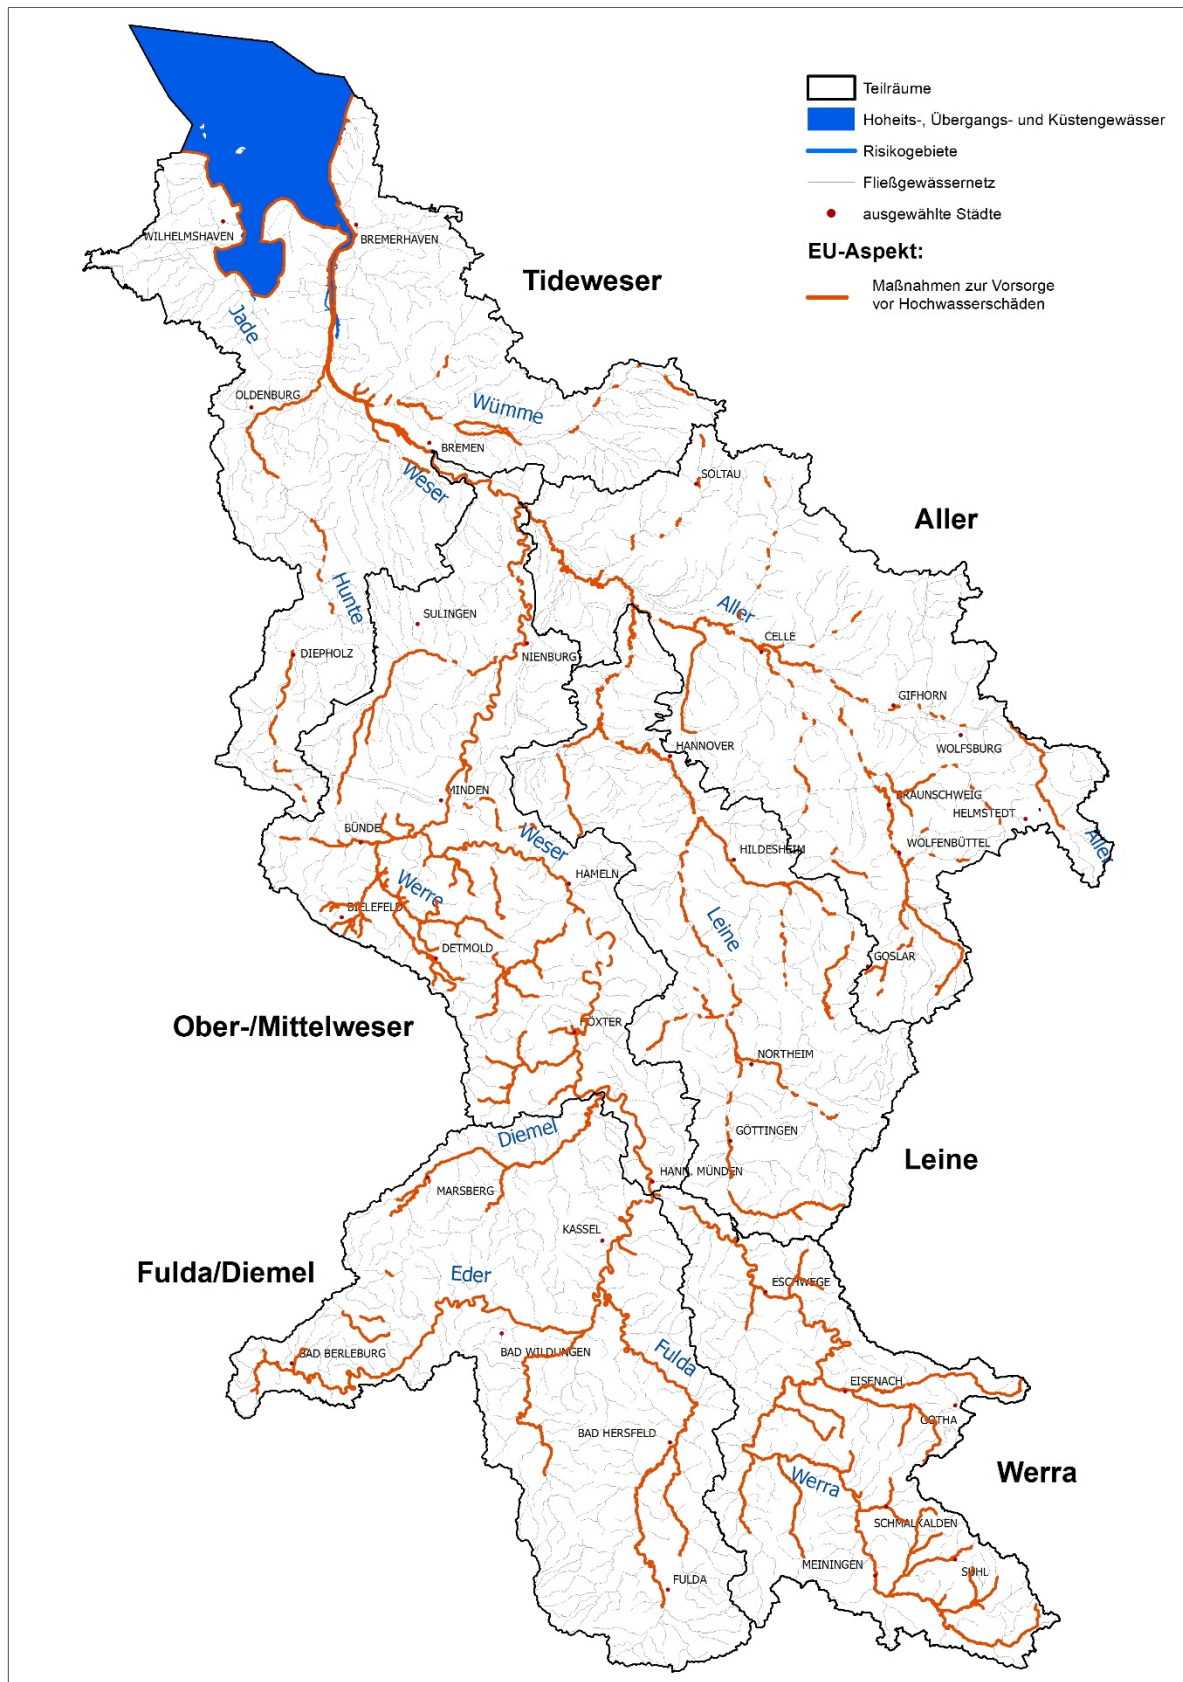 Teilräume
Hoheits-, Übergangs- und Küstengewässer
Risikogebiete
Fließgewässernetz
ausgewählte Städte
EU-Aspekt:
Maßnahmen zur Vorsorge
vor Hochwasserschäden
WILHELMSHAVEN
BREMERHAVEN
Tideweser
Jade
OLDENBURG
Wümme
BREMEN
Weser
SOLTAU
Aller
Hunte
Aller
SULINGEN
CELLE
DIEPHOLZ
NIENBURG
GIFHORN
WOLFSBURG
HANNOVER
MINDEN
BRAUNSCHWEIG
HELMSTEDT
BÜNDE
Weser
WOLFENBÜTTEL
Aller
HILDESHEIM
HAMELN
Werre
BIELEFELD
Leine
DETMOLD
GOSLAR
Ober-/Mittelweser
HÖXTER
NORTHEIM
Diemel
GÖTTINGEN
Leine
HANN. MÜNDEN
MARSBERG
KASSEL
Fulda/Diemel
Eder
ESCHWEGE
BAD BERLEBURG
BAD WILDUNGEN
Fulda
EISENACH
GOTHA
BAD HERSFELD
Werra
Werra
SCHMALKALDEN
MEININGEN
SUHL
FULDA